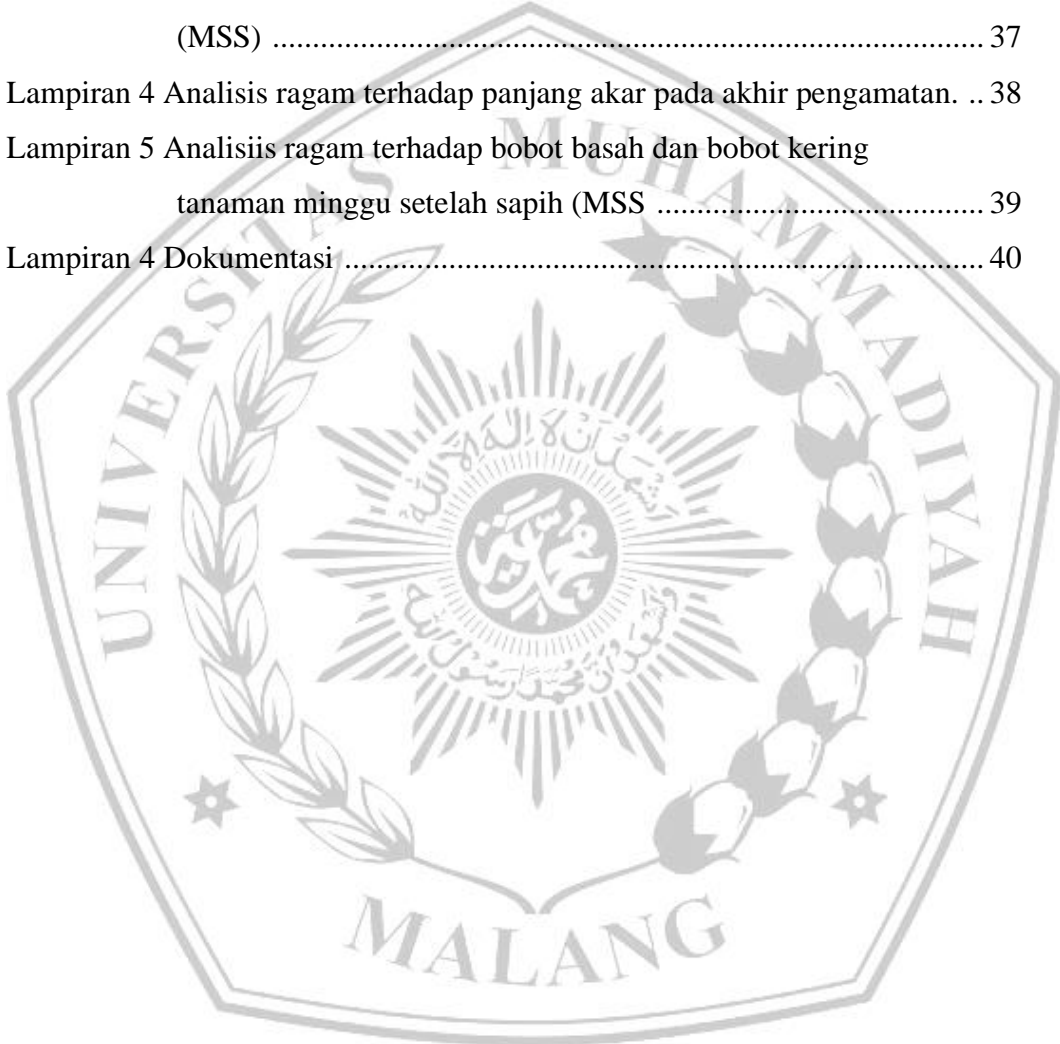 (MSS) ......................................................................................... 37
Lampiran 4 Analisis ragam terhadap panjang akar pada akhir pengamatan. .. 38
Lampiran 5 Analisiis ragam terhadap bobot basah dan bobot kering
tanaman minggu setelah sapih (MSS ......................................... 39
Lampiran 4 Dokumentasi ................................................................................ 40
UNIVERSITAS MUHAMMADIYAH
MALANG